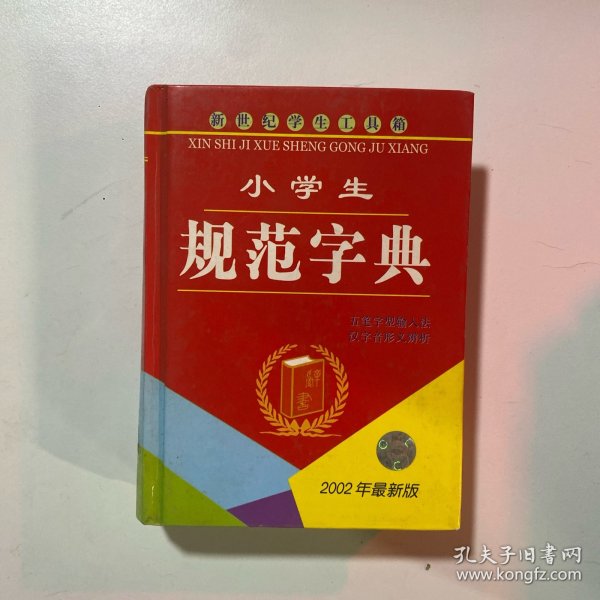 新世纪学生工具箱
XIN SHI JI XUE SHENG GONG JU XIANG
小学生
规范字典
五笔字型输入法
汉字音形义辨析
辞書
2002年最新版
孔夫子旧书网
www.kongfz.com